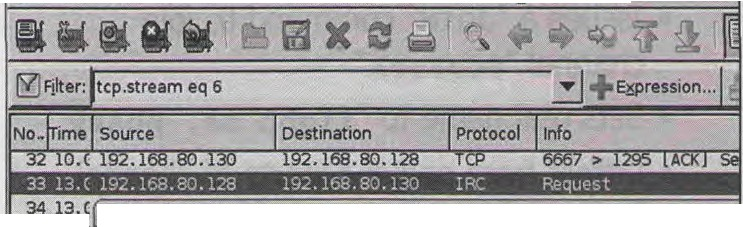 Filter: tcp.stream eq 6 Expression...
No.. Time Source Destination Protocol Info
32 10.0 192.168.80.130 192.168.80.128 TCP 6667 > 1295 [ACK] Se
33 13.0 192.168.80.128 192.168.80.130 IRC Request
34 13.0